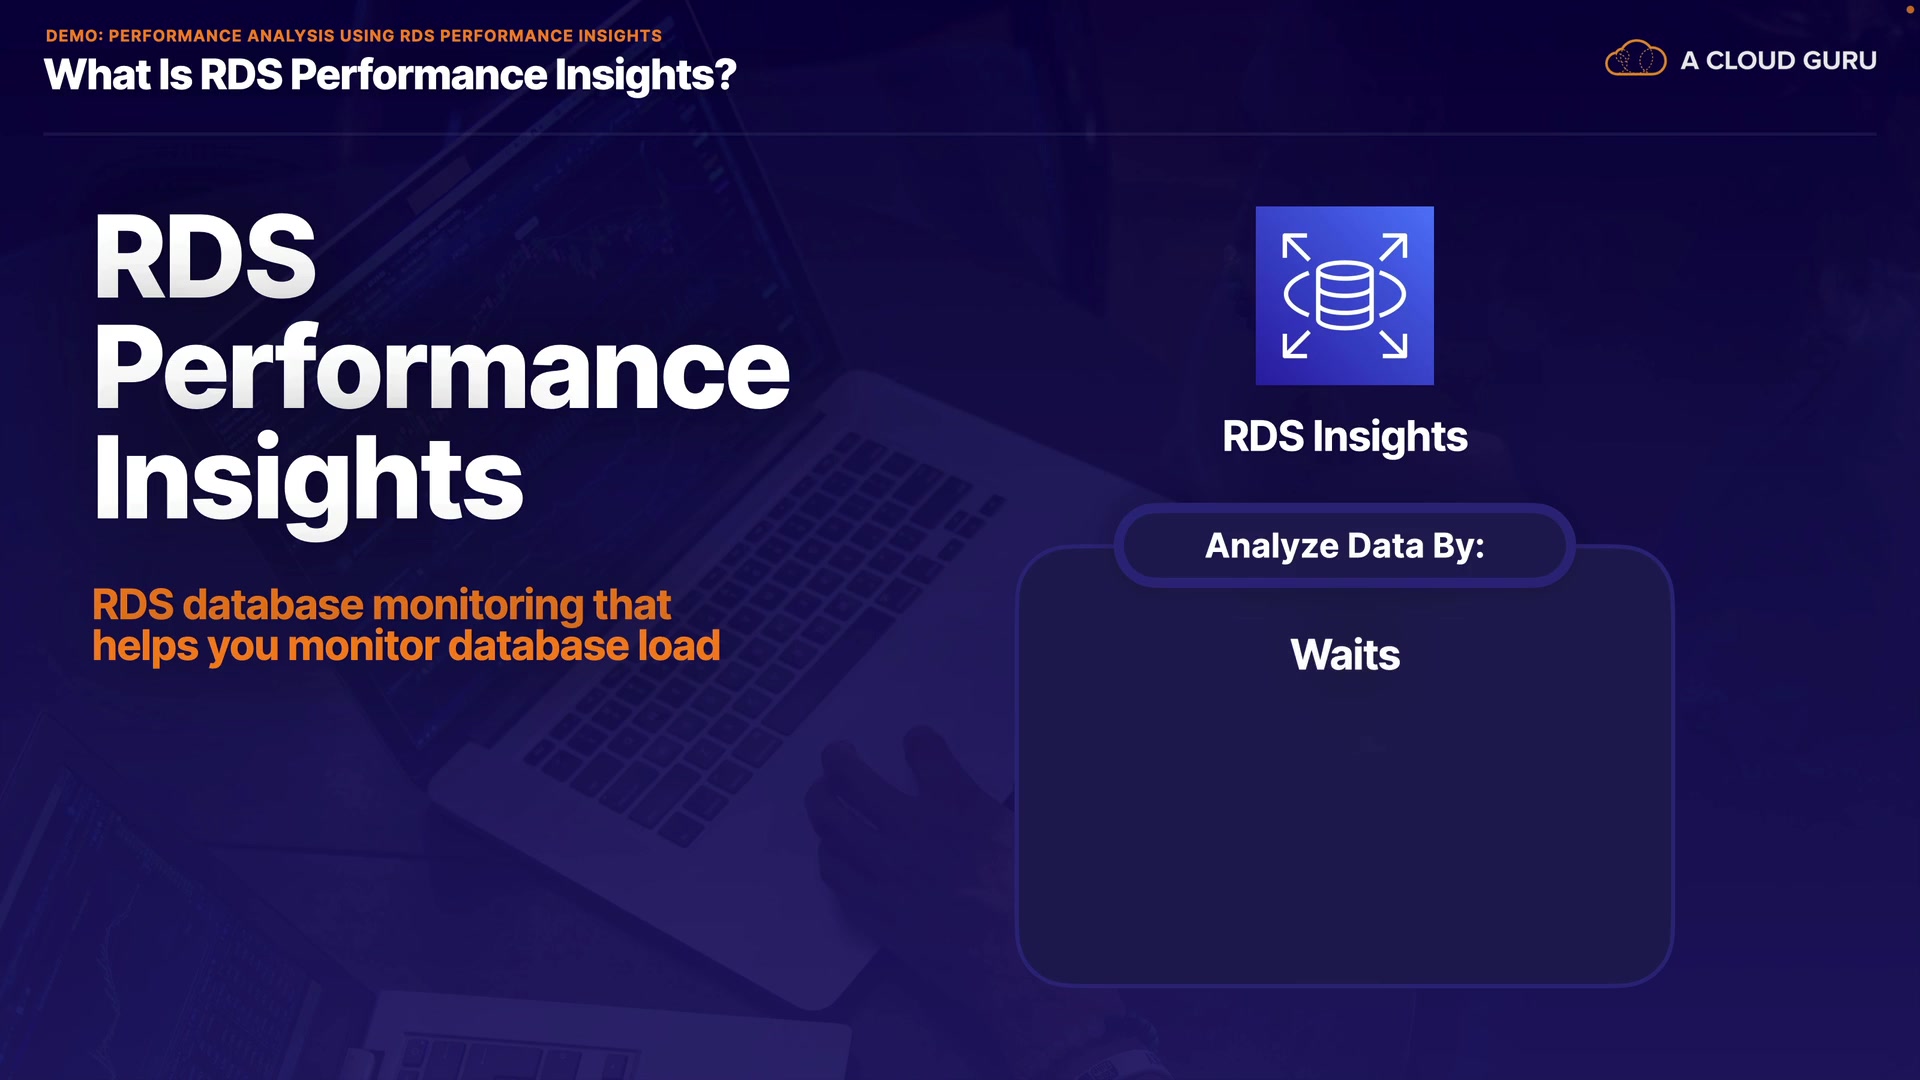 DEMO: PERFORMANCE ANALYSIS USING RDS PERFORMANCE INSIGHTS
What Is RDS Performance Insights?
A CLOUD GURU
RDS
Performance
Insights
RDS database monitoring that
helps you monitor database load
RDS Insights
Analyze Data By:
Waits